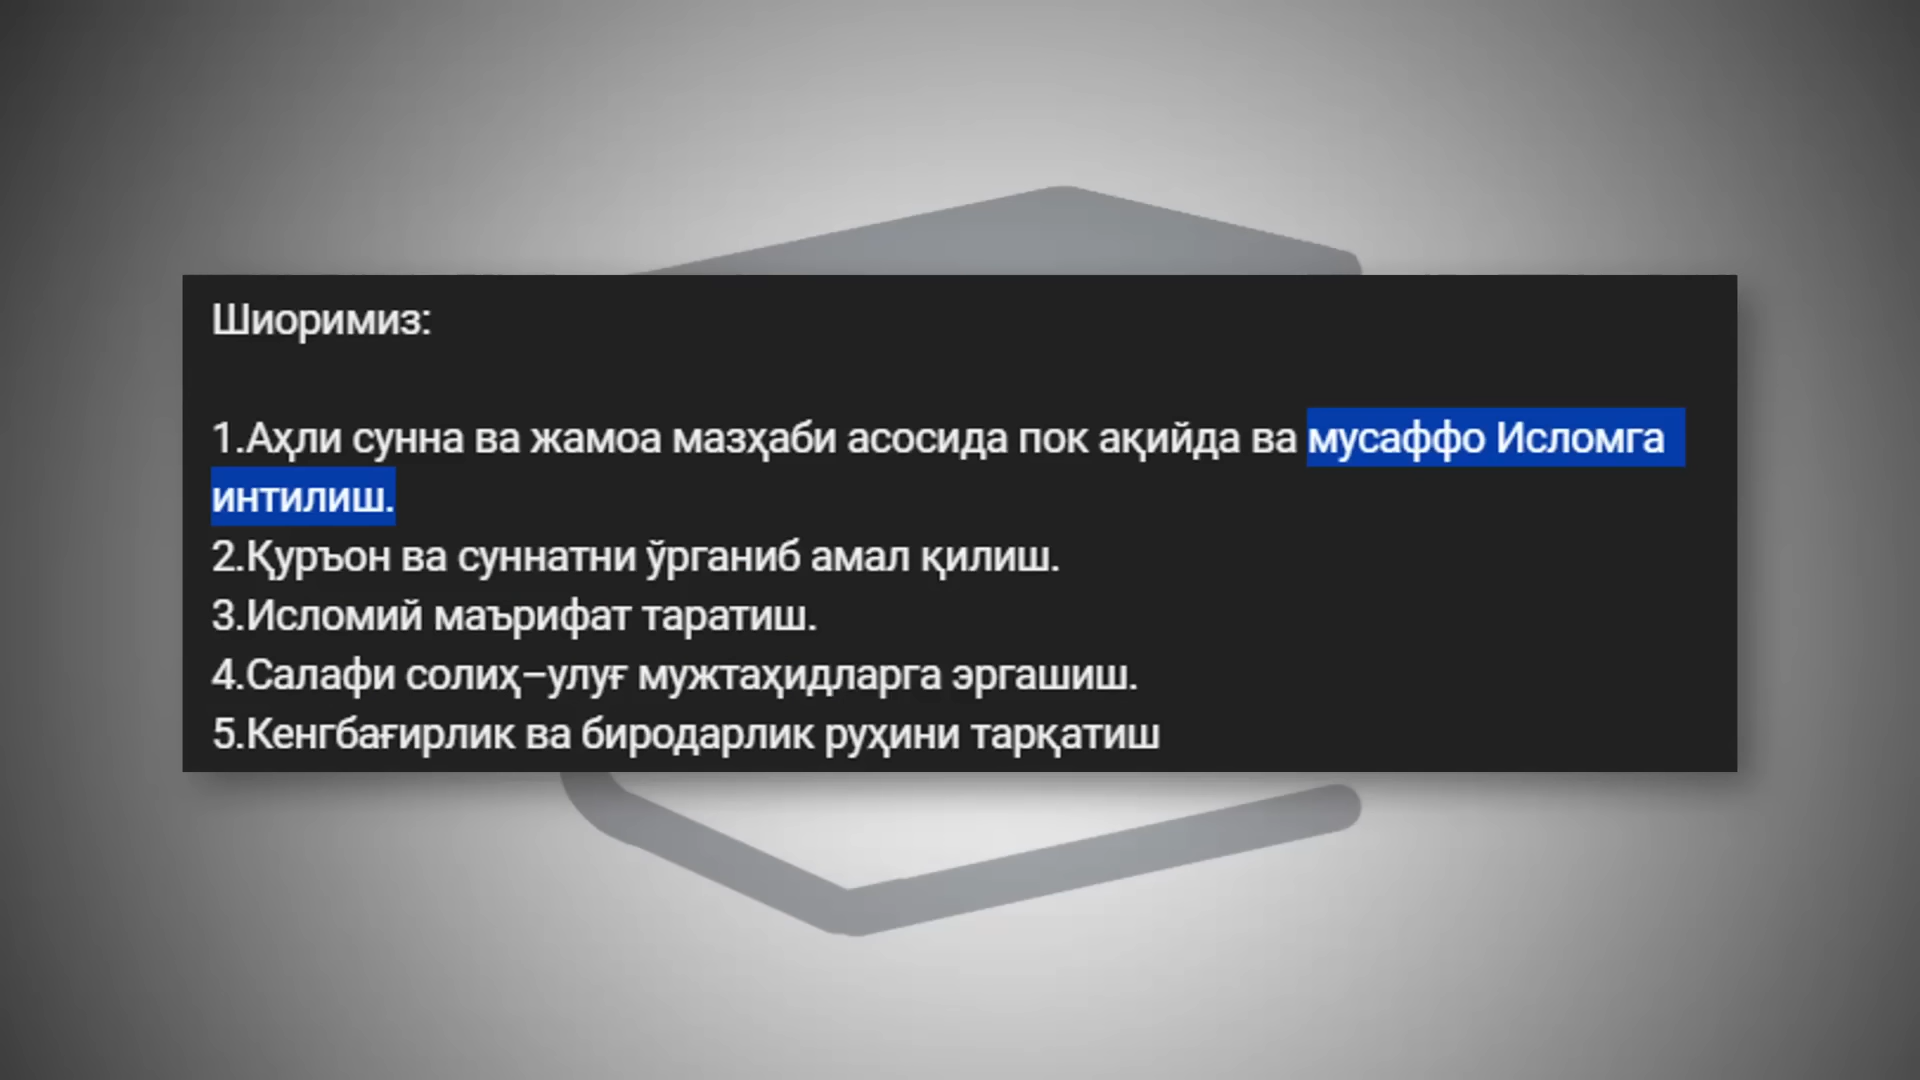 Шиоримиз:
1.Аҳли сунна ва жамоа мазҳаби асосида пок ақийда ва мусаффо Исломга
интилиш.
2.Қуръон ва суннатни ўрганиб амал қилиш.
3.Исломий маърифат таратиш.
4.Салафи солиҳ–улуғ мужтаҳидларга эргашиш.
5.Кенгбағирлик ва биродарлик руҳини тарқатиш